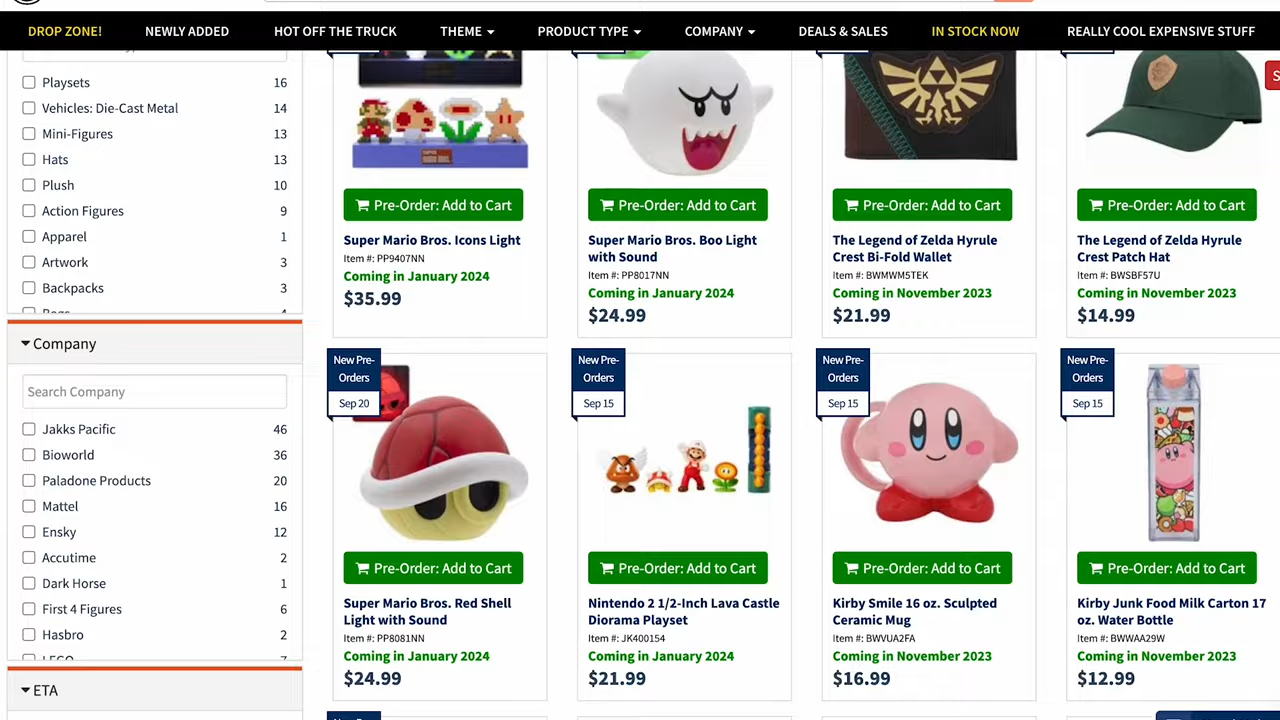 DROP ZONE!
NEWLY ADDED
HOT OFF THE TRUCK
THEME
PRODUCT TYPE
COMPANY
DEALS & SALES
IN STOCK NOW
REALLY COOL EXPENSIVE STUFF
Playsets 16
Vehicles: Die-Cast Metal 14
Mini-Figures 13
Hats 13
Plush 10
Action Figures 9
Apparel 1
Artwork 3
Backpacks 3
Company
Search Company
Jakks Pacific 46
Bioworld 36
Paladone Products 20
Mattel 16
Ensky 12
Accutime 2
Dark Horse 1
First 4 Figures 6
Hasbro 2
LEGO 7
ETA
Pre-Order: Add to Cart
Super Mario Bros. Icons Light
Item #: PP9407NN
Coming in January 2024
$35.99
Pre-Order: Add to Cart
Super Mario Bros. Boo Light
with Sound
Item #: PP8017NN
Coming in January 2024
$24.99
Pre-Order: Add to Cart
The Legend of Zelda Hyrule
Crest Bi-Fold Wallet
Item #: BWMWM5TEK
Coming in November 2023
$21.99
Pre-Order: Add to Cart
The Legend of Zelda Hyrule
Crest Patch Hat
Item #: BWSBF57U
Coming in November 2023
$14.99
New Pre-
Orders
Sep 20
Pre-Order: Add to Cart
Super Mario Bros. Red Shell
Light with Sound
Item #: PP8081NN
Coming in January 2024
$24.99
New Pre-
Orders
Sep 15
Pre-Order: Add to Cart
Nintendo 2 1/2-Inch Lava Castle
Diorama Playset
Item #: JK400154
Coming in January 2024
$21.99
New Pre-
Orders
Sep 15
Pre-Order: Add to Cart
Kirby Smile 16 oz. Sculpted
Ceramic Mug
Item #: BWVUA2FA
Coming in November 2023
$16.99
New Pre-
Orders
Sep 15
Pre-Order: Add to Cart
Kirby Junk Food Milk Carton 17
oz. Water Bottle
Item #: BWWAA29W
Coming in November 2023
$12.99